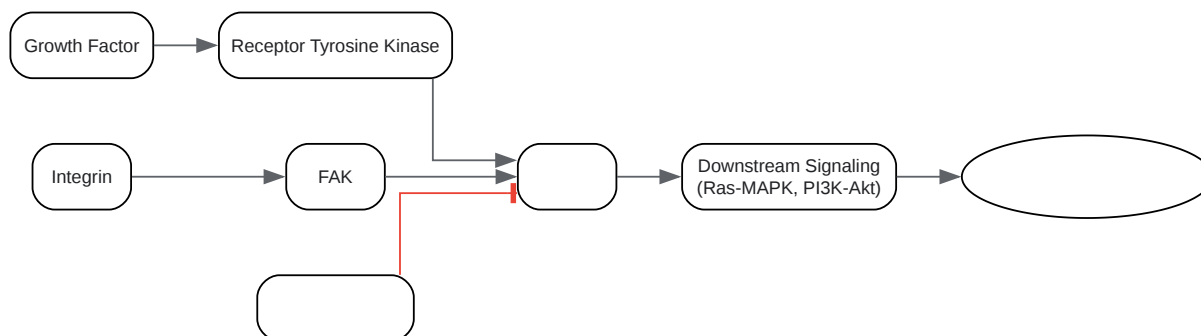 Growth Factor
Receptor Tyrosine Kinase
Integrin
FAK
Downstream Signaling
(Ras-MAPK, PI3K-Akt)